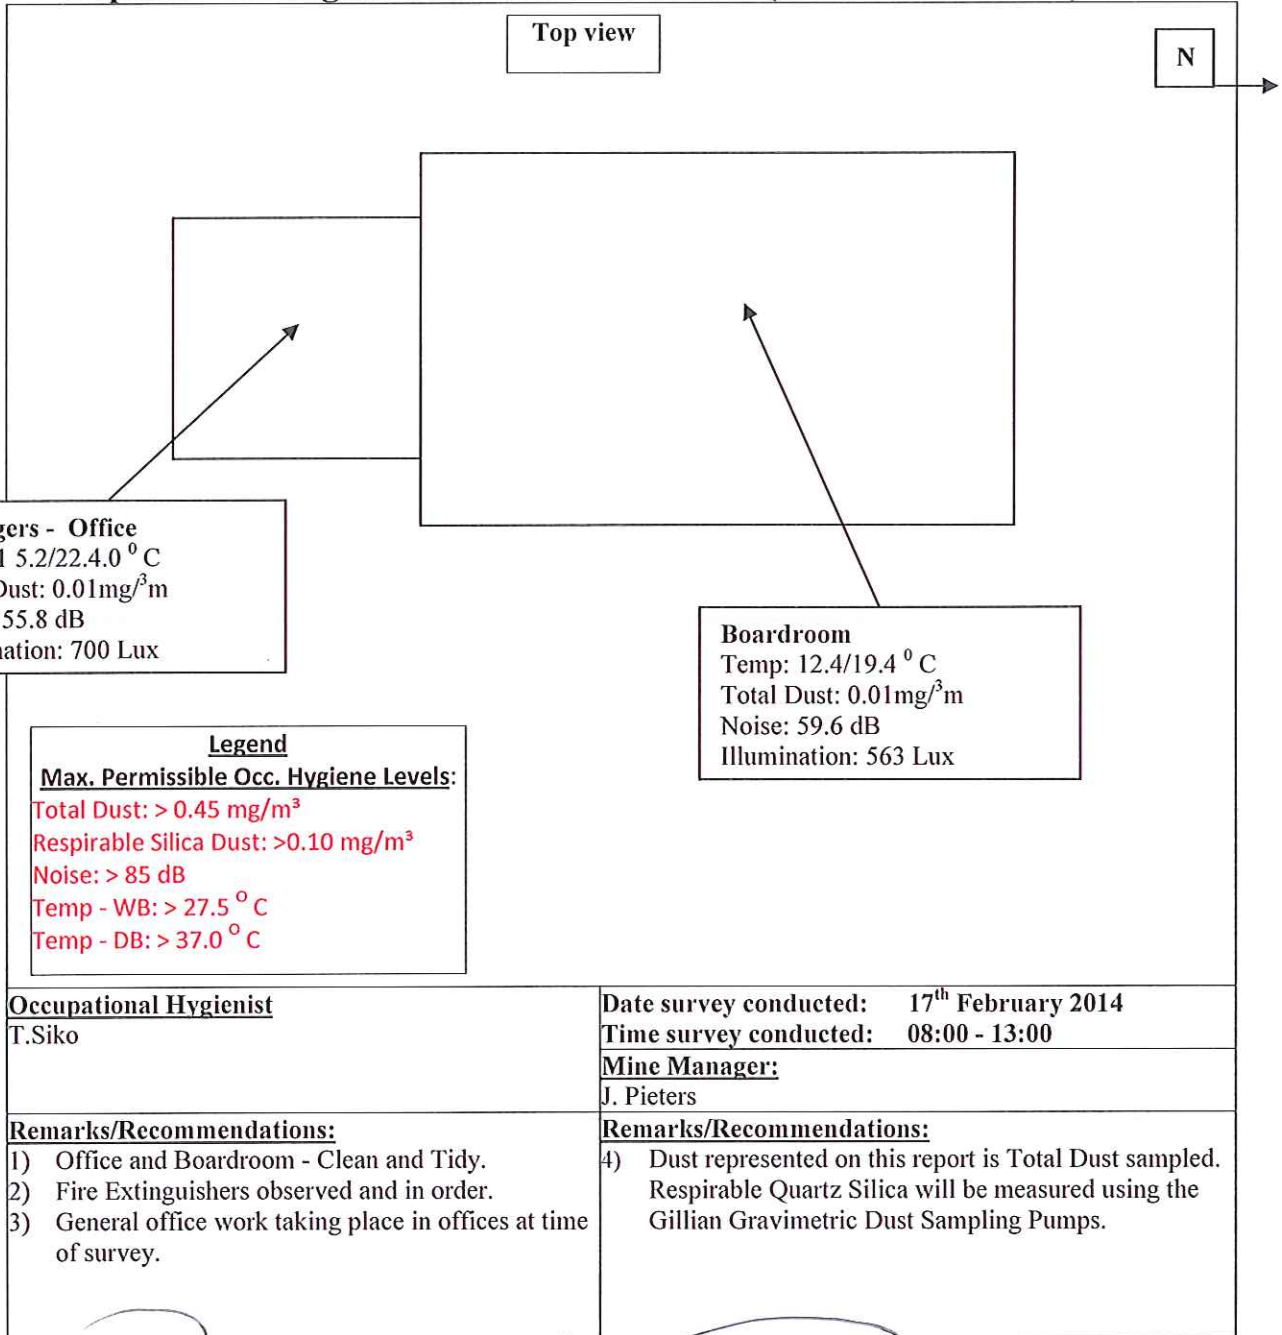 Top view
N
gers - Office
1 5.2/22.4.0 ⁰ C
Dust: 0.01mg/³m
55.8 dB
nation: 700 Lux
Boardroom
Temp: 12.4/19.4 ⁰ C
Total Dust: 0.01mg/³m
Noise: 59.6 dB
Illumination: 563 Lux
Legend
Max. Permissible Occ. Hygiene Levels:
Total Dust: > 0.45 mg/m³
Respirable Silica Dust: >0.10 mg/m³
Noise: > 85 dB
Temp - WB: > 27.5 ᴼ C
Temp - DB: > 37.0 ᴼ C
Occupational Hygienist
T.Siko
Date survey conducted: 17th February 2014
Time survey conducted: 08:00 - 13:00
Mine Manager:
J. Pieters
Remarks/Recommendations:
1) Office and Boardroom - Clean and Tidy.
2) Fire Extinguishers observed and in order.
3) General office work taking place in offices at time
of survey.
Remarks/Recommendations:
4) Dust represented on this report is Total Dust sampled.
Respirable Quartz Silica will be measured using the
Gillian Gravimetric Dust Sampling Pumps.